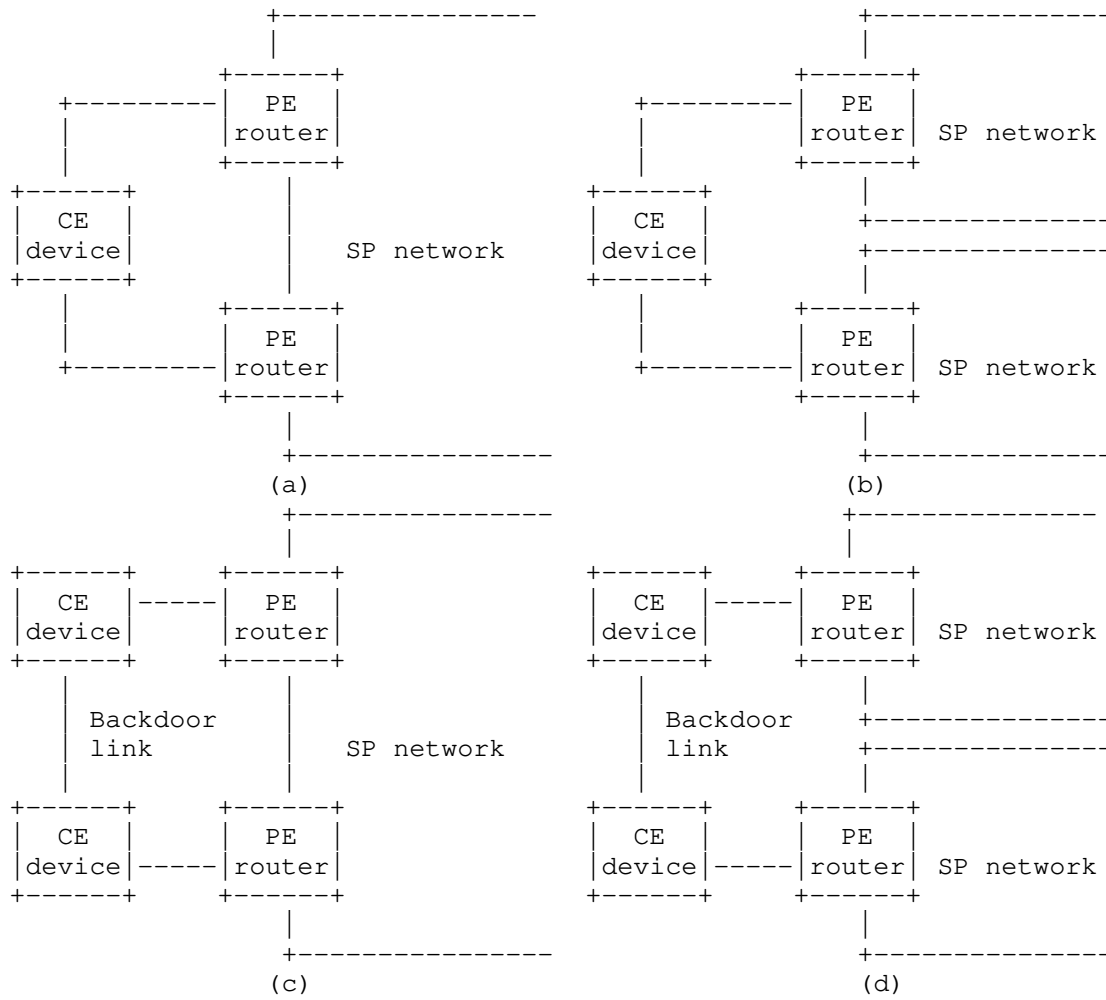 PE PE
router router SP network
CE CE
device device SP network
PE PE
router router SP network
(a) (b)
CE PE CE PE
device router device router SP network
Backdoor Backdoor
link SP network link
CE PE CE PE
device router device router SP network
(c) (d)